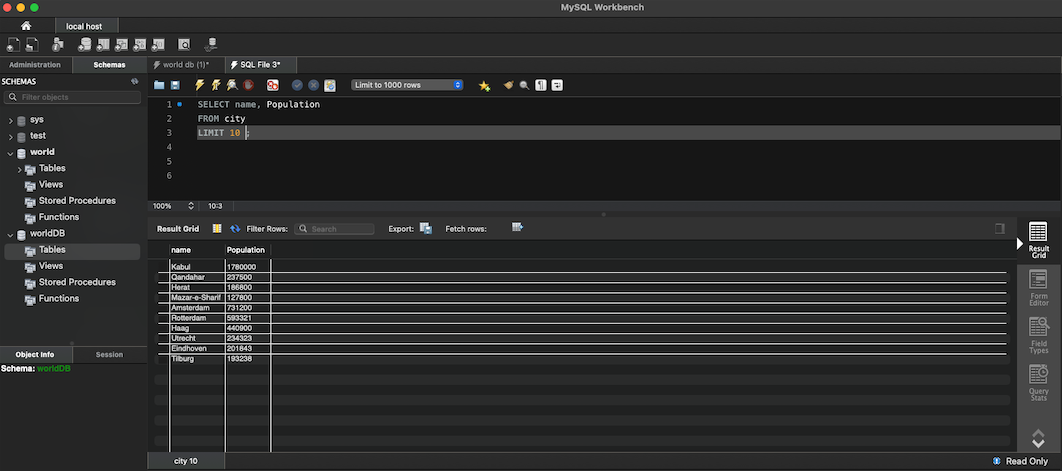 MySQL Workbench
local host
Administration Schemas world db (1)* SQL File 3*
SCHEMAS
Filter objects
sys
test
world
Tables
Views
Stored Procedures
Functions
worldDB
Tables
Views
Stored Procedures
Functions
Object Info Session
Schema: worldDB
Limit to 1000 rows
1 SELECT name, Population
2 FROM city
3 LIMIT 10 ;
4
5
6
100% 10:3
Result Grid Filter Rows: Search Export: Fetch rows:
name Population
Kabul 1780000
Qandahar 237500
Herat 186800
Mazar-e-Sharif 127800
Amsterdam 731200
Rotterdam 593321
Haag 440900
Utrecht 234323
Eindhoven 201843
Tilburg 193238
Result
Grid
Form
Editor
Field
Types
Query
Stats
city 10
Read Only